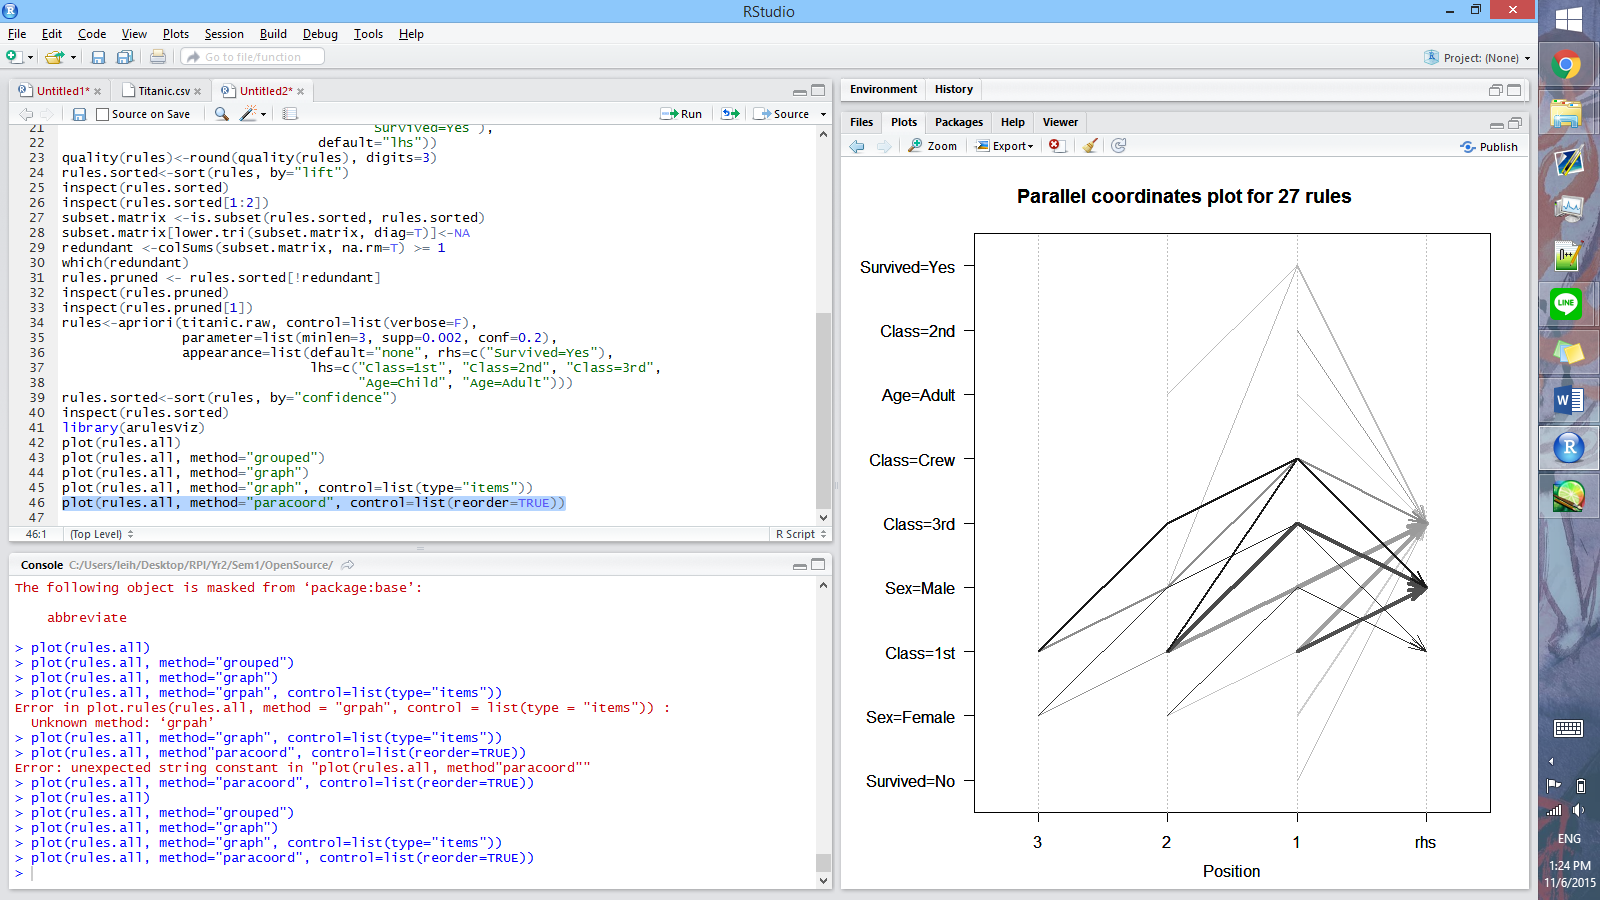 RStudio
File Edit Code View Plots Session Build Debug Tools Help
Go to file/function
Project: (None)
Untitled1* Titanic.csv Untitled2*
Source on Save Run Source
21 Survived=Yes"),
22 default="lhs"))
23 quality(rules)<-round(quality(rules), digits=3)
24 rules.sorted<-sort(rules, by="lift")
25 inspect(rules.sorted)
26 inspect(rules.sorted[1:2])
27 subset.matrix <-is.subset(rules.sorted, rules.sorted)
28 subset.matrix[lower.tri(subset.matrix, diag=T)]<-NA
29 redundant <-colSums(subset.matrix, na.rm=T) >= 1
30 which(redundant)
31 rules.pruned <- rules.sorted[!redundant]
32 inspect(rules.pruned)
33 inspect(rules.pruned[1])
34 rules<-apriori(titanic.raw, control=list(verbose=F),
35 parameter=list(minlen=3, supp=0.002, conf=0.2),
36 appearance=list(default="none", rhs=c("Survived=Yes"),
37 lhs=c("Class=1st", "Class=2nd", "Class=3rd",
38 "Age=Child", "Age=Adult")))
39 rules.sorted<-sort(rules, by="confidence")
40 inspect(rules.sorted)
41 library(arulesViz)
42 plot(rules.all)
43 plot(rules.all, method="grouped")
44 plot(rules.all, method="graph")
45 plot(rules.all, method="graph", control=list(type="items"))
46 plot(rules.all, method="paracoord", control=list(reorder=TRUE))
47
46:1 (Top Level) R Script
Console C:/Users/leih/Desktop/RPI/Yr2/Sem1/OpenSource/
The following object is masked from ‘package:base’:
abbreviate
> plot(rules.all)
> plot(rules.all, method="grouped")
> plot(rules.all, method="graph")
> plot(rules.all, method="grpah", control=list(type="items"))
Error in plot.rules(rules.all, method = "grpah", control = list(type = "items")) :
Unknown method: ‘grpah’
> plot(rules.all, method="graph", control=list(type="items"))
> plot(rules.all, method"paracoord", control=list(reorder=TRUE))
Error: unexpected string constant in "plot(rules.all, method"paracoord""
> plot(rules.all, method="paracoord", control=list(reorder=TRUE))
> plot(rules.all)
> plot(rules.all, method="grouped")
> plot(rules.all, method="graph")
> plot(rules.all, method="graph", control=list(type="items"))
> plot(rules.all, method="paracoord", control=list(reorder=TRUE))
>
Environment History
Files Plots Packages Help Viewer
Zoom Export Publish
Parallel coordinates plot for 27 rules
Survived=Yes
Class=2nd
Age=Adult
Class=Crew
Class=3rd
Sex=Male
Class=1st
Sex=Female
Survived=No
3 2 1 rhs
Position
LINE
ENG
1:24 PM
11/6/2015